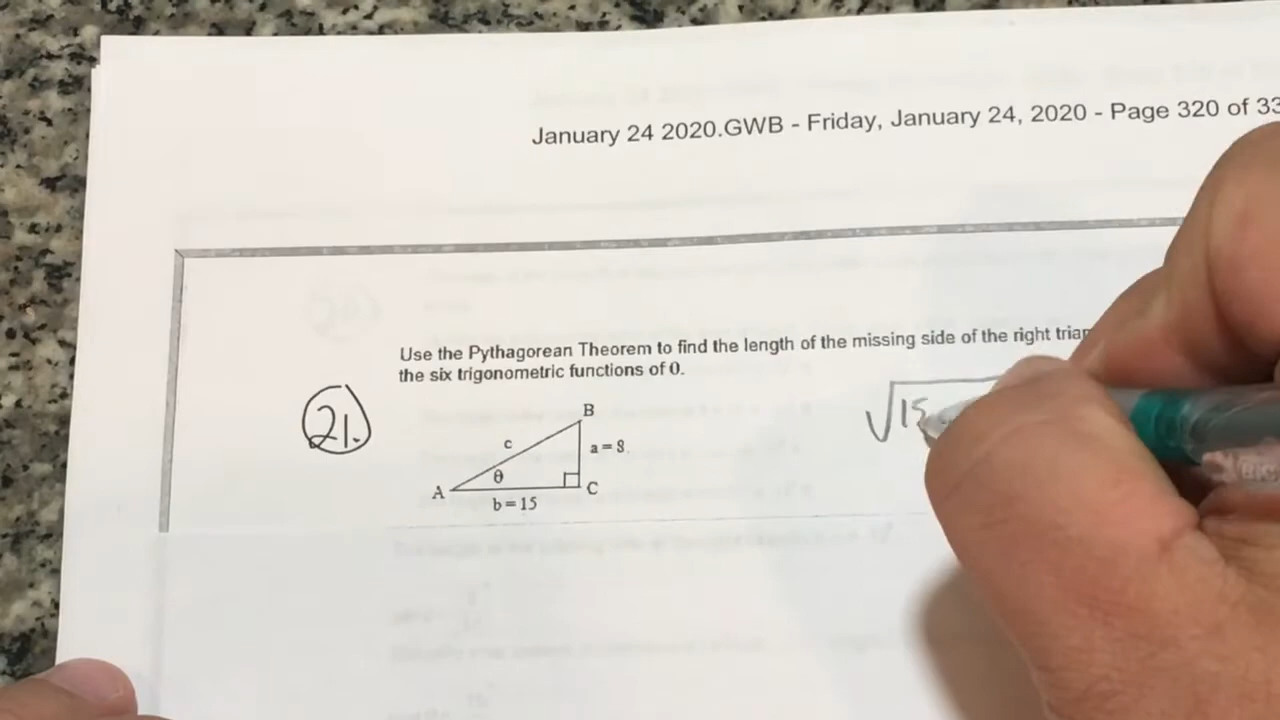 January 24 2020.GWB - Friday, January 24, 2020 - Page 320 of 33
Use the Pythagorean Theorem to find the length of the missing side of the right trian
the six trigonometric functions of θ.
21.
B
c
a = 8
θ
A
C
b = 15
√15